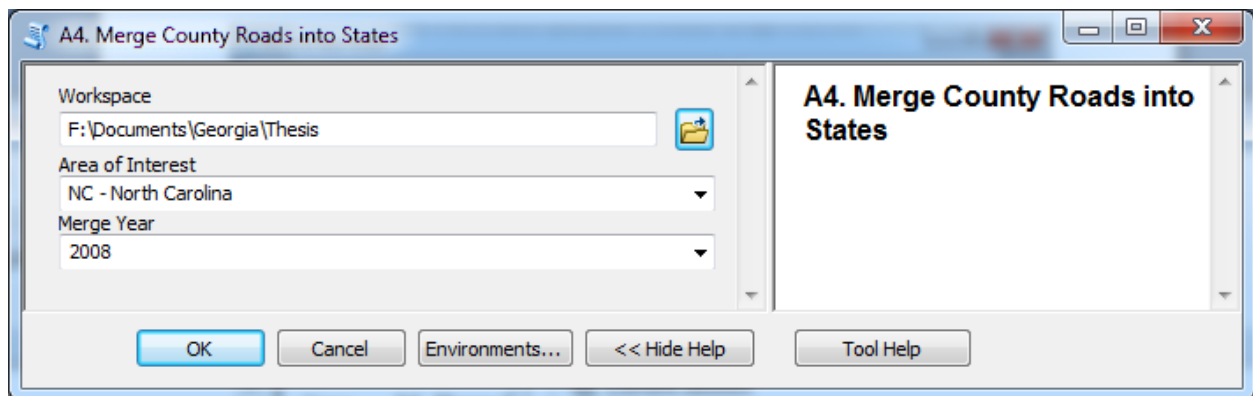 A4. Merge County Roads into States
Workspace
F:\Documents\Georgia\Thesis
Area of Interest
NC - North Carolina
Merge Year
2008
A4. Merge County Roads into
States
OK
Cancel
Environments...
<< Hide Help
Tool Help